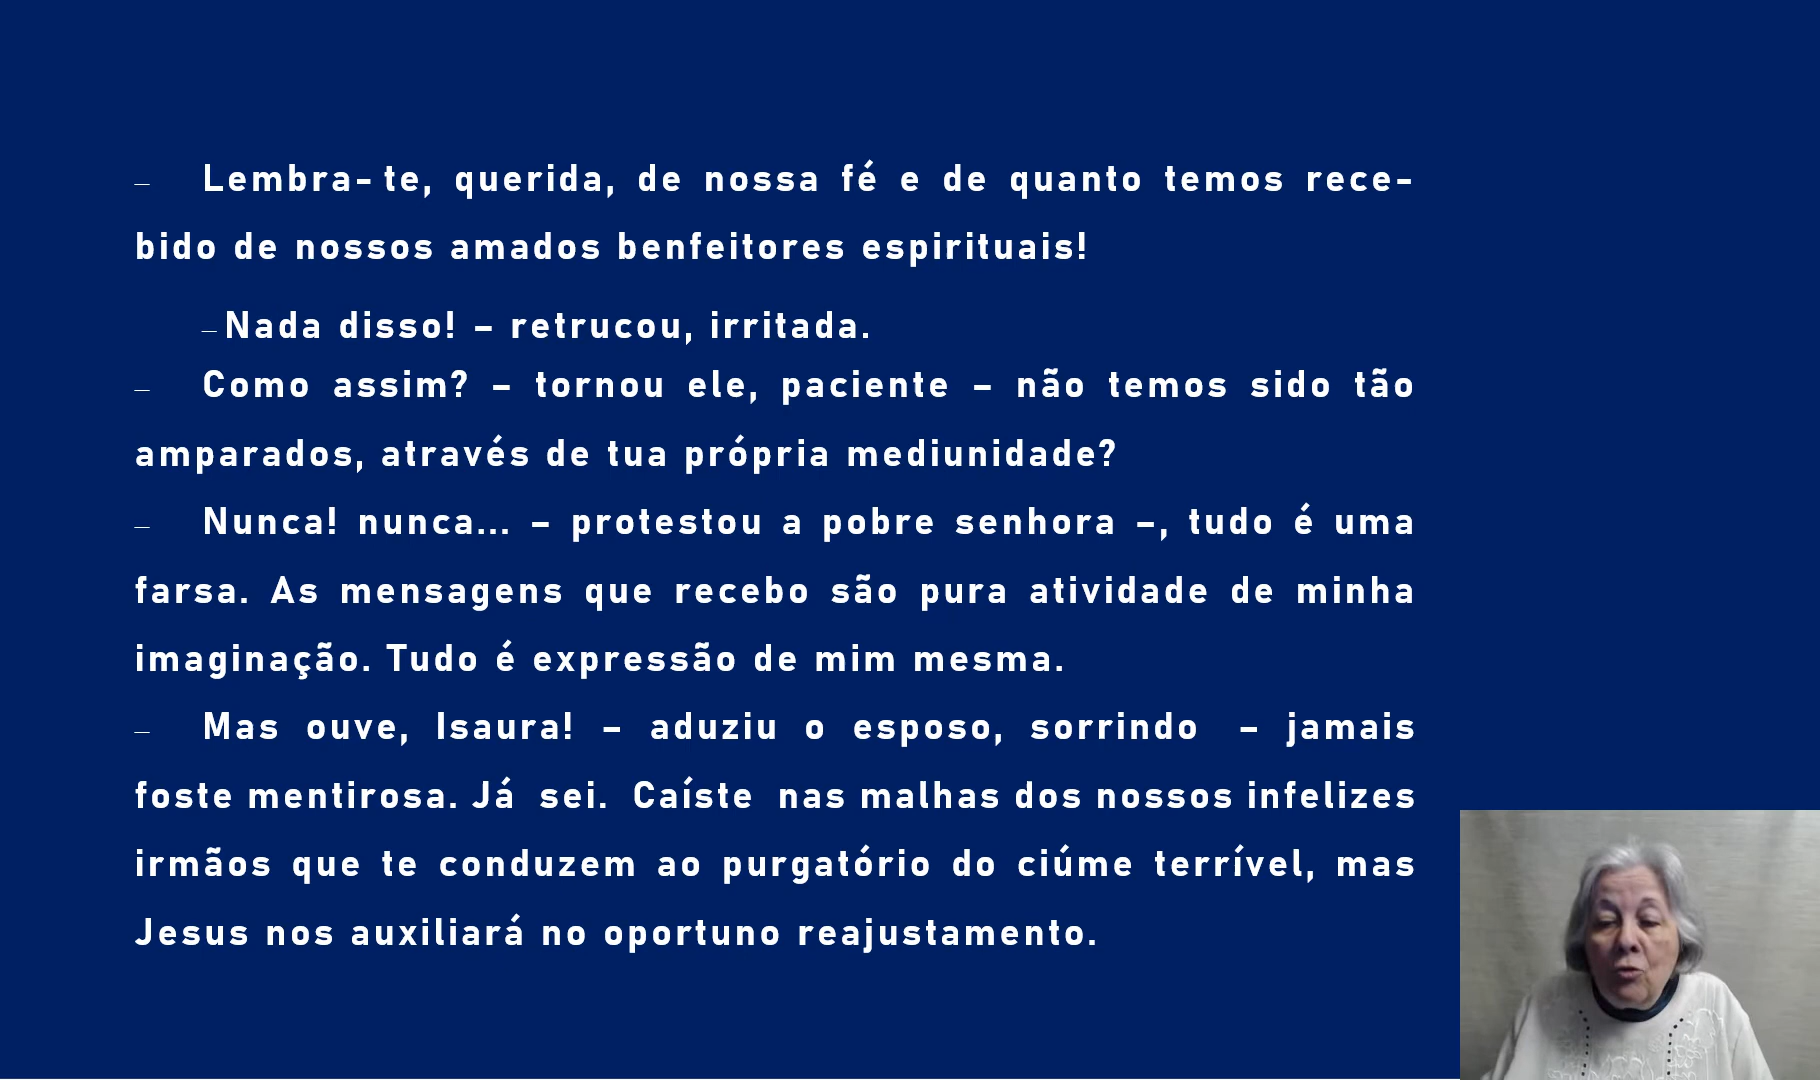 – Lembra- te, querida, de nossa fé e de quanto temos rece-
bido de nossos amados benfeitores espirituais!
– Nada disso! – retrucou, irritada.
– Como assim? – tornou ele, paciente – não temos sido tão
amparados, através de tua própria mediunidade?
– Nunca! nunca... – protestou a pobre senhora –, tudo é uma
farsa. As mensagens que recebo são pura atividade de minha
imaginação. Tudo é expressão de mim mesma.
– Mas ouve, Isaura! – aduziu o esposo, sorrindo – jamais
foste mentirosa. Já sei. Caíste nas malhas dos nossos infelizes
irmãos que te conduzem ao purgatório do ciúme terrível, mas
Jesus nos auxiliará no oportuno reajustamento.